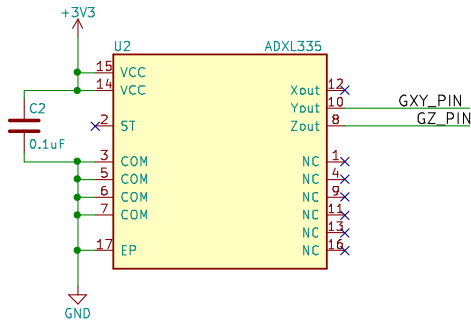 +3V3
U2 ADXL335
15 VCC
14 VCC
Xout 12
Yout 10 GXY_PIN
2 ST
Zout 8 GZ_PIN
C2
0.1uF
3 COM NC 1
5 COM NC 4
6 COM NC 9
7 COM NC 11
NC 13
17 EP NC 16
GND